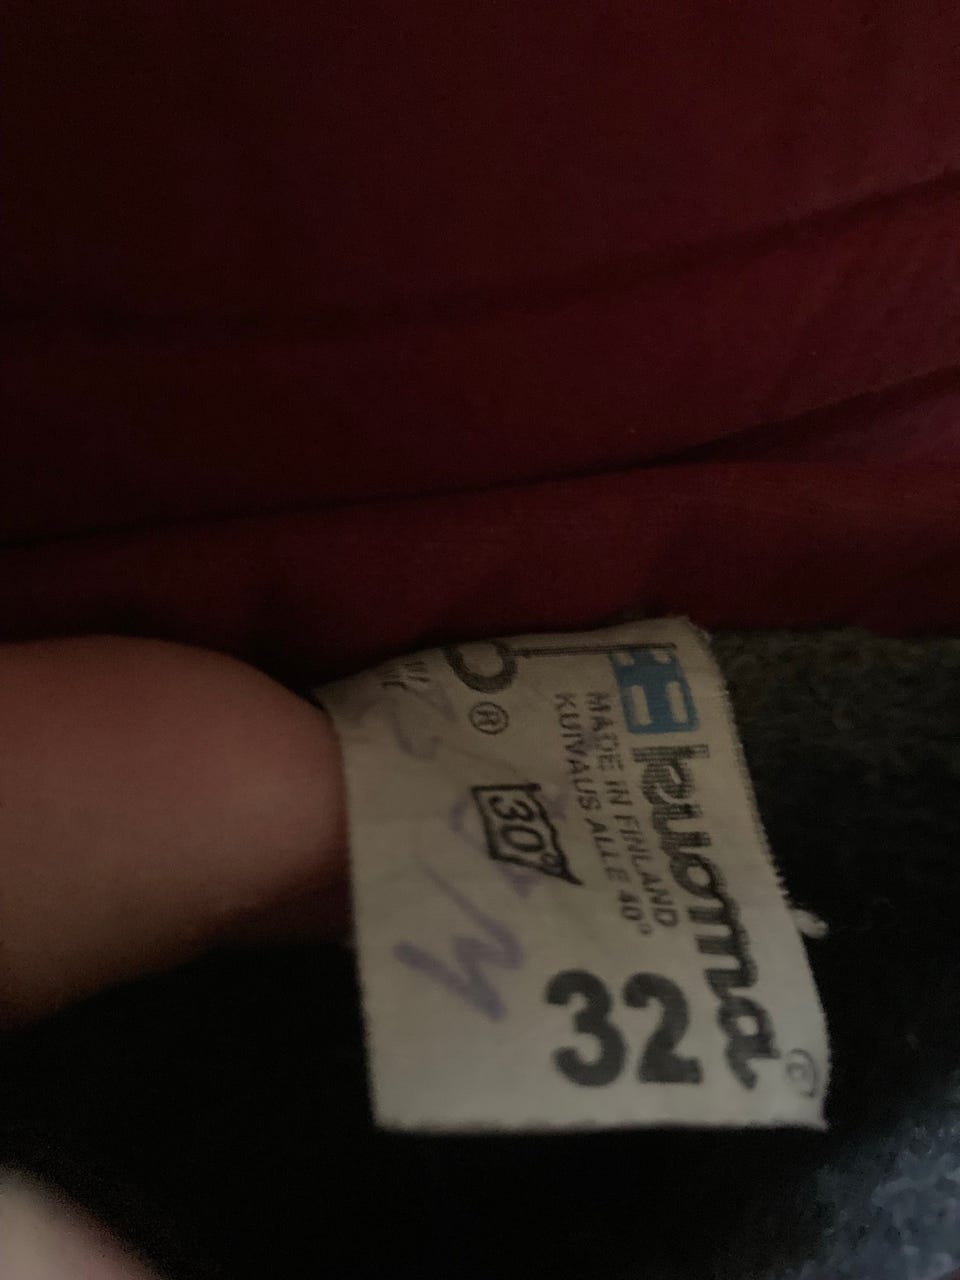 kuoma ©
MADE IN FINLAND
KUIVAUS ALLE 40°
32
®
30°